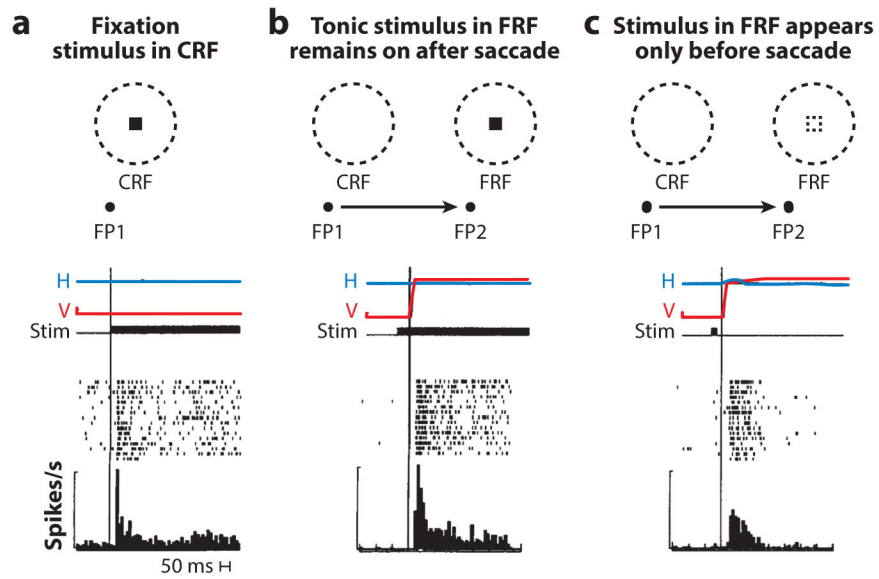 a Fixation
stimulus in CRF
CRF
FP1
H
V
Stim
Spikes/s
50 ms
b Tonic stimulus in FRF
remains on after saccade
CRF
FRF
FP1
FP2
H
V
Stim
c Stimulus in FRF appears
only before saccade
CRF
FRF
FP1
FP2
H
V
Stim